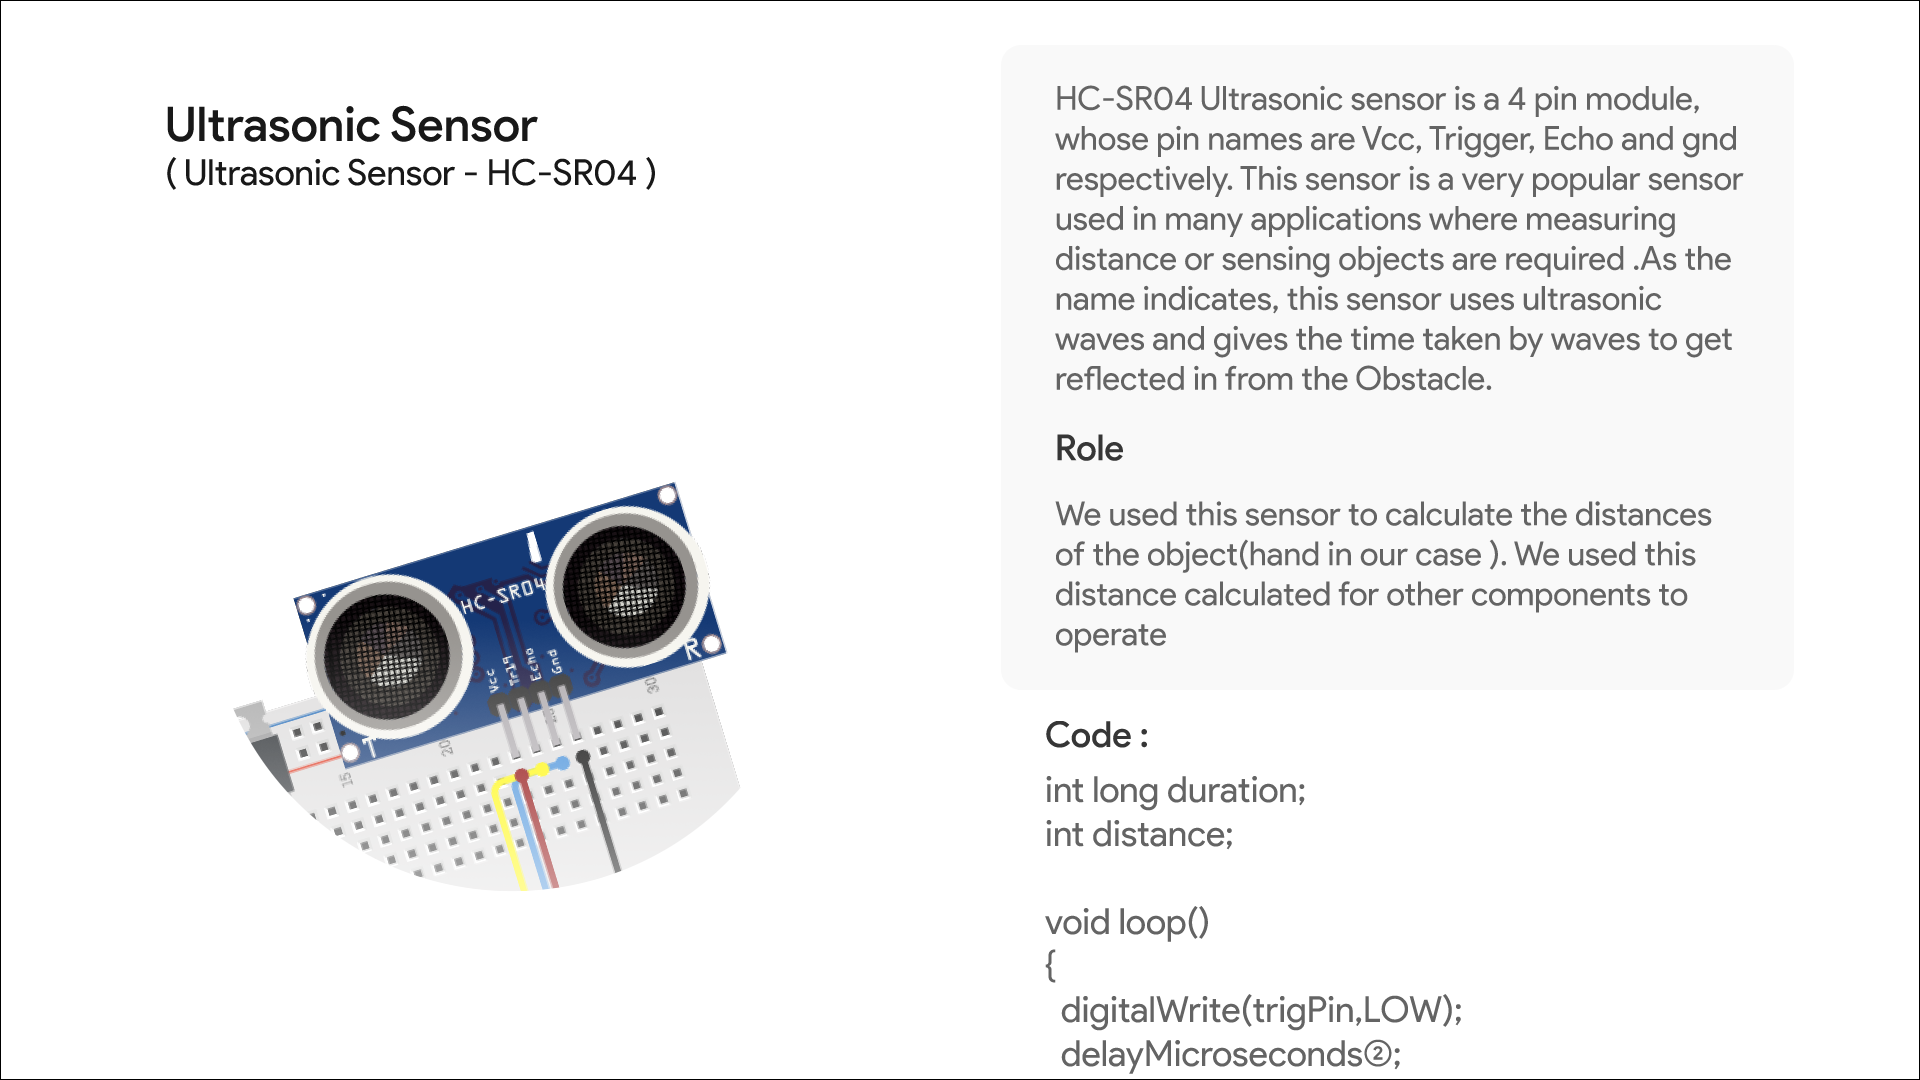 Ultrasonic Sensor
( Ultrasonic Sensor - HC-SR04 )
HC-SR04
Vcc
Trig
Echo
Gnd
T
R
15
20
30
HC-SR04 Ultrasonic sensor is a 4 pin module,
whose pin names are Vcc, Trigger, Echo and gnd
respectively. This sensor is a very popular sensor
used in many applications where measuring
distance or sensing objects are required .As the
name indicates, this sensor uses ultrasonic
waves and gives the time taken by waves to get
reflected in from the Obstacle.
Role
We used this sensor to calculate the distances
of the object(hand in our case ). We used this
distance calculated for other components to
operate
Code :
int long duration;
int distance;
void loop()
{
digitalWrite(trigPin,LOW);
delayMicroseconds②;